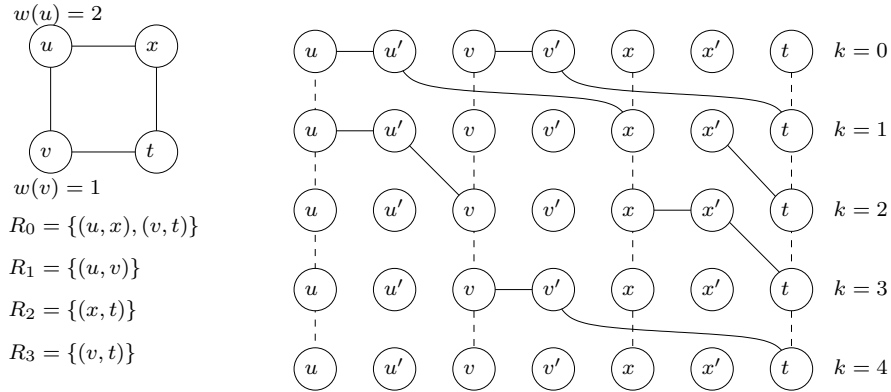 w(u) = 2
u x
v t
w(v) = 1
R₀ = {(u, x), (v, t)}
R₁ = {(u, v)}
R₂ = {(x, t)}
R₃ = {(v, t)}
u u′ v v′ x x′ t k = 0
u u′ v v′ x x′ t k = 1
u u′ v v′ x x′ t k = 2
u u′ v v′ x x′ t k = 3
u u′ v v′ x x′ t k = 4